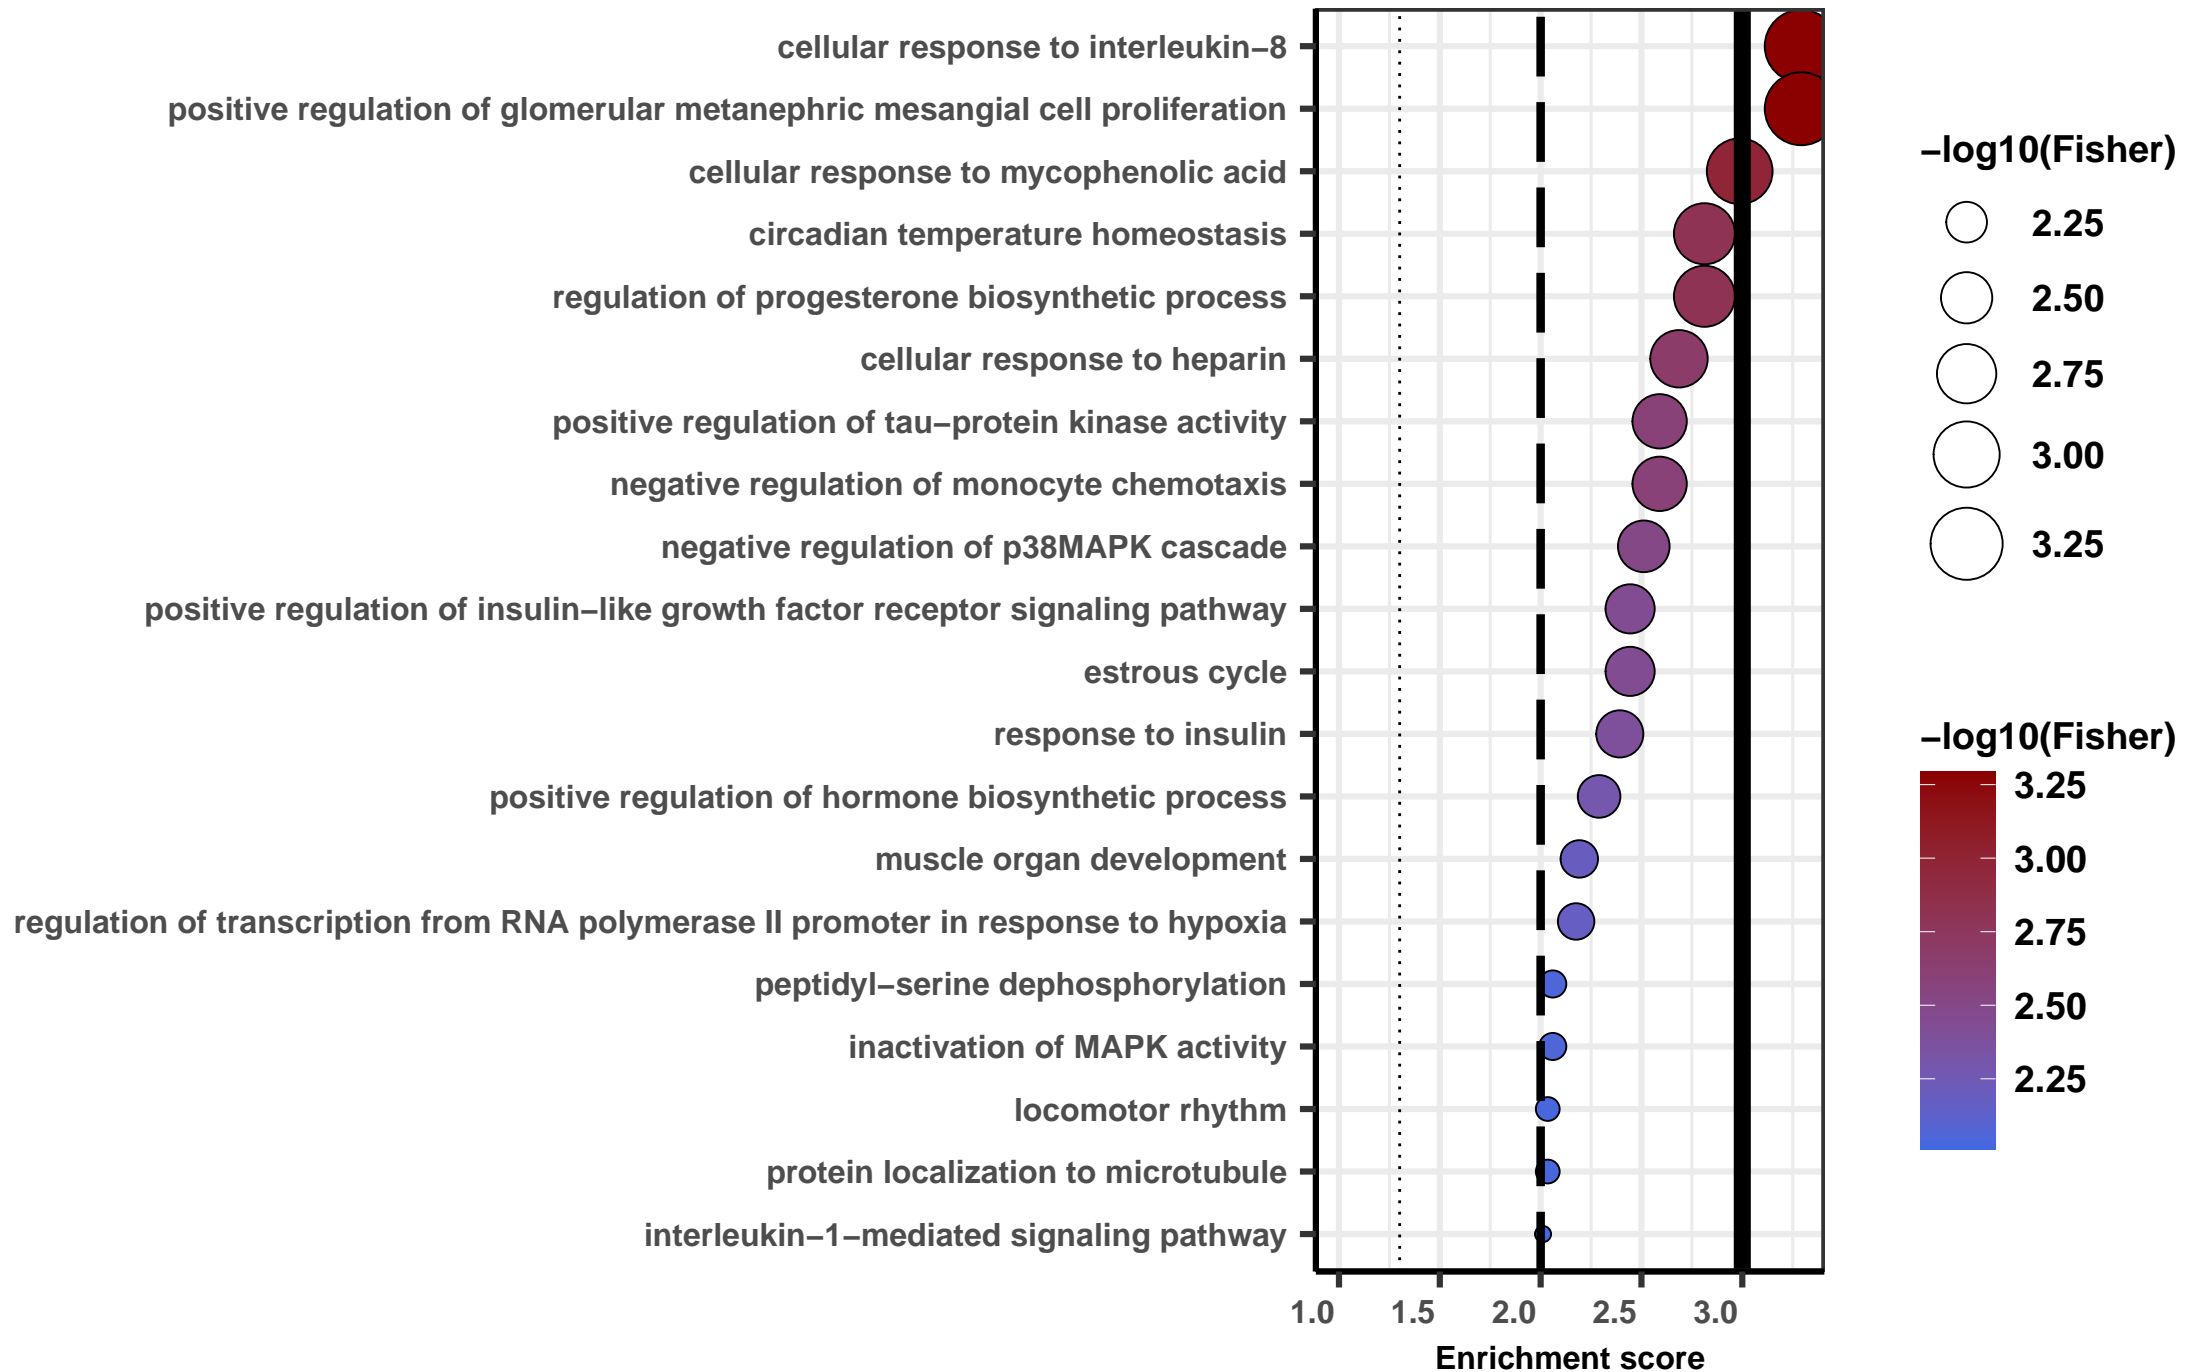 cellular response to interleukin−8
positive regulation of glomerular metanephric mesangial cell proliferation
cellular response to mycophenolic acid
circadian temperature homeostasis
regulation of progesterone biosynthetic process
cellular response to heparin
positive regulation of tau−protein kinase activity
negative regulation of monocyte chemotaxis
negative regulation of p38MAPK cascade
positive regulation of insulin−like growth factor receptor signaling pathway
estrous cycle
response to insulin
positive regulation of hormone biosynthetic process
muscle organ development
regulation of transcription from RNA polymerase II promoter in response to hypoxia
peptidyl−serine dephosphorylation
inactivation of MAPK activity
locomotor rhythm
protein localization to microtubule
interleukin−1−mediated signaling pathway
1.0 1.5 2.0 2.5 3.0
Enrichment score
−log10(Fisher)
2.25
2.50
2.75
3.00
3.25
−log10(Fisher)
3.25
3.00
2.75
2.50
2.25